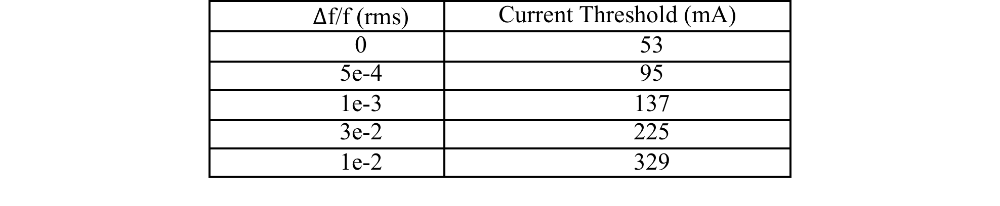 Δf/f (rms) Current Threshold (mA)
0 53
5e-4 95
1e-3 137
3e-2 225
1e-2 329